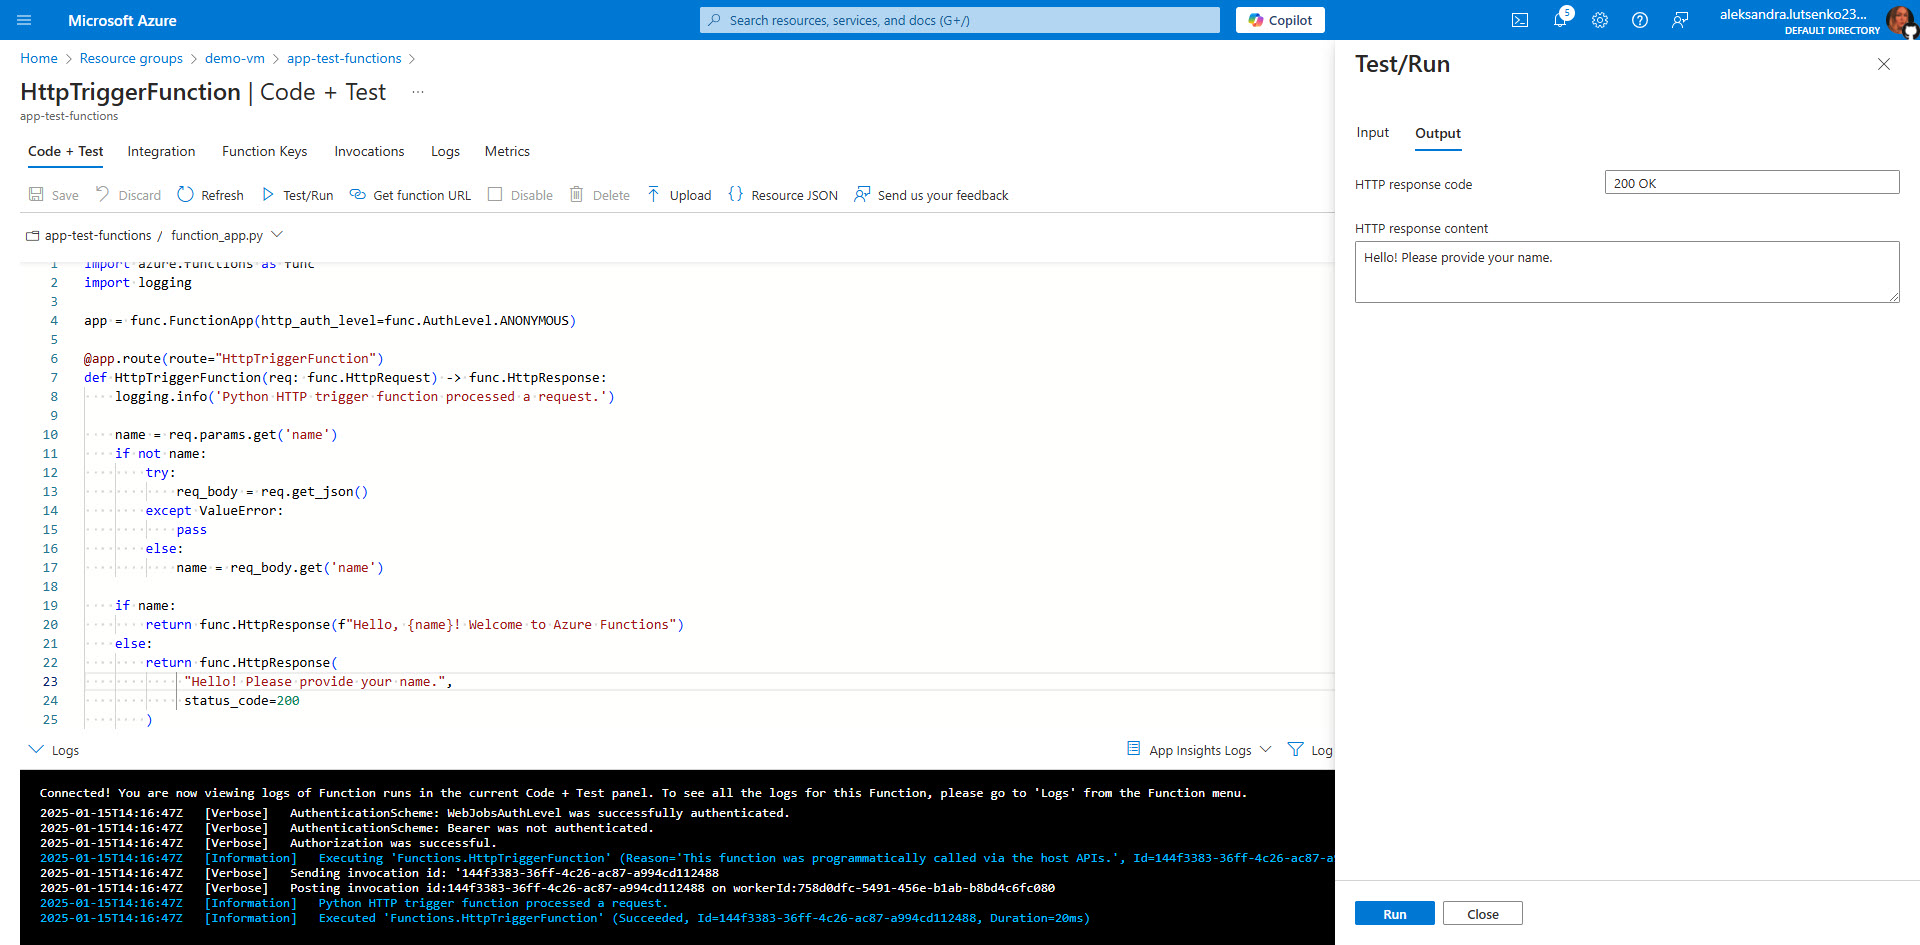 Microsoft Azure
Search resources, services, and docs (G+/)
Copilot
5
aleksandra.lutsenko23...
DEFAULT DIRECTORY
Home > Resource groups > demo-vm > app-test-functions >
HttpTriggerFunction | Code + Test ...
app-test-functions
Code + Test Integration Function Keys Invocations Logs Metrics
Save Discard Refresh Test/Run Get function URL Disable Delete Upload Resource JSON Send us your feedback
app-test-functions / function_app.py
1 import azure.functions as func
2 import logging
3
4 app = func.FunctionApp(http_auth_level=func.AuthLevel.ANONYMOUS)
5
6 @app.route(route="HttpTriggerFunction")
7 def HttpTriggerFunction(req: func.HttpRequest) -> func.HttpResponse:
8     logging.info('Python HTTP trigger function processed a request.')
9
10     name = req.params.get('name')
11     if not name:
12         try:
13             req_body = req.get_json()
14         except ValueError:
15             pass
16         else:
17             name = req_body.get('name')
18
19     if name:
20         return func.HttpResponse(f"Hello, {name}! Welcome to Azure Functions")
21     else:
22         return func.HttpResponse(
23             "Hello! Please provide your name.",
24             status_code=200
25         )
Logs
App Insights Logs
Log
Connected! You are now viewing logs of Function runs in the current Code + Test panel. To see all the logs for this Function, please go to 'Logs' from the Function menu.
2025-01-15T14:16:47Z [Verbose] AuthenticationScheme: WebJobsAuthLevel was successfully authenticated.
2025-01-15T14:16:47Z [Verbose] AuthenticationScheme: Bearer was not authenticated.
2025-01-15T14:16:47Z [Verbose] Authorization was successful.
2025-01-15T14:16:47Z [Information] Executing 'Functions.HttpTriggerFunction' (Reason='This function was programmatically called via the host APIs.', Id=144f3383-36ff-4c26-ac87-a
2025-01-15T14:16:47Z [Verbose] Sending invocation id: '144f3383-36ff-4c26-ac87-a994cd112488
2025-01-15T14:16:47Z [Verbose] Posting invocation id:144f3383-36ff-4c26-ac87-a994cd112488 on workerId:758d0dfc-5491-456e-b1ab-b8bd4c6fc080
2025-01-15T14:16:47Z [Information] Python HTTP trigger function processed a request.
2025-01-15T14:16:47Z [Information] Executed 'Functions.HttpTriggerFunction' (Succeeded, Id=144f3383-36ff-4c26-ac87-a994cd112488, Duration=20ms)
Test/Run
Input Output
HTTP response code
200 OK
HTTP response content
Hello! Please provide your name.
Run Close